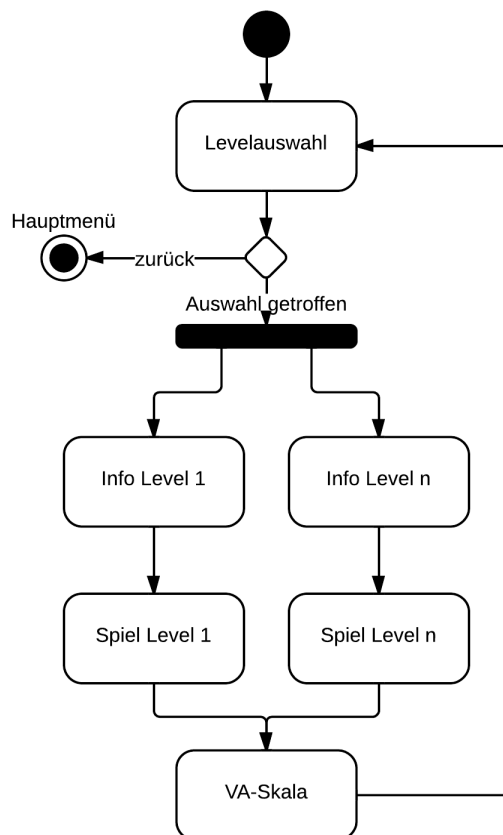 Levelauswahl
Hauptmenü
zurück
Auswahl getroffen
Info Level 1
Info Level n
Spiel Level 1
Spiel Level n
VA-Skala